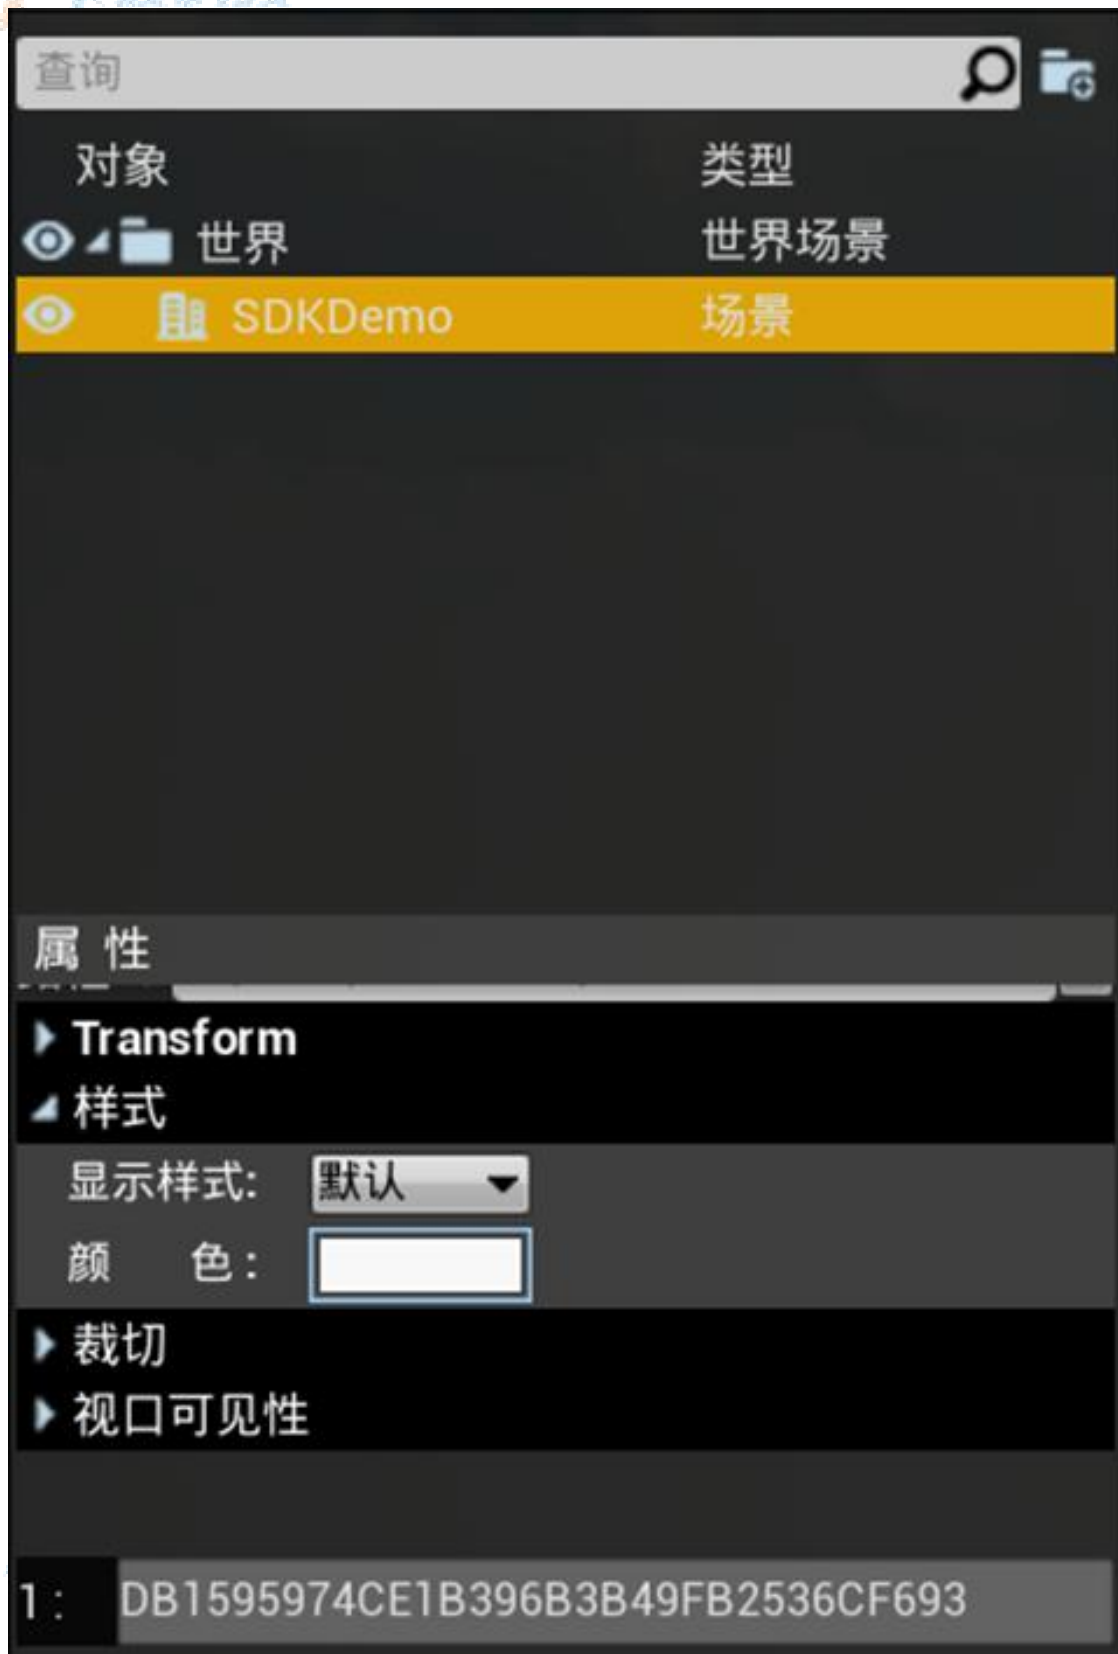 查询
对象 类型
世界 世界场景
SDKDemo 场景
属 性
Transform
样式
显示样式: 默认
颜 色:
裁切
视口可见性
1: DB1595974CE1B396B3B49FB2536CF693